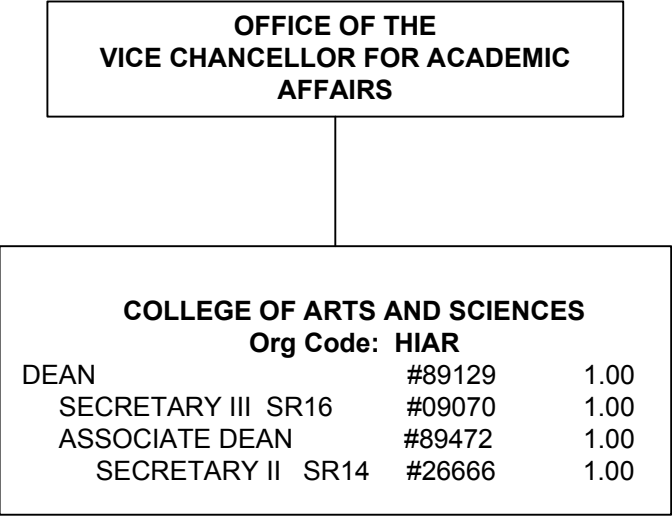 OFFICE OF THE
VICE CHANCELLOR FOR ACADEMIC
AFFAIRS
COLLEGE OF ARTS AND SCIENCES
Org Code: HIAR
DEAN #89129 1.00
SECRETARY III SR16 #09070 1.00
ASSOCIATE DEAN #89472 1.00
SECRETARY II SR14 #26666 1.00